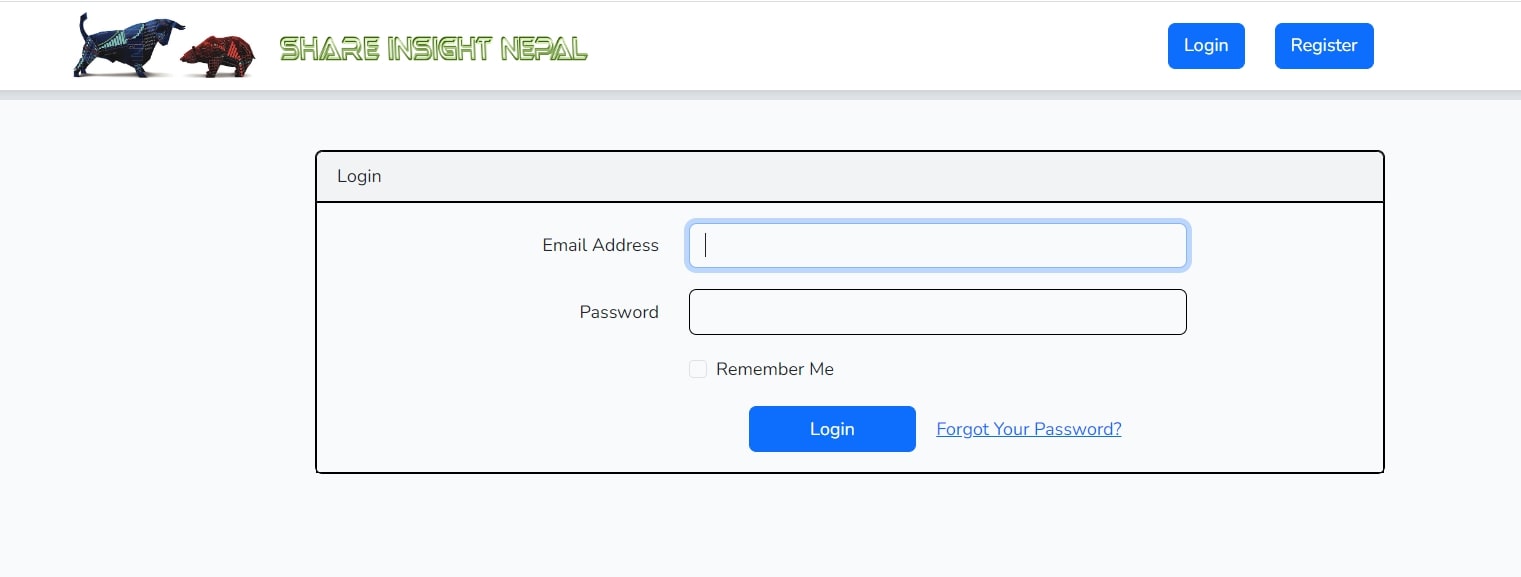 SHARE INSIGHT NEPAL
Login
Register
Login
Email Address
Password
Remember Me
Login
Forgot Your Password?